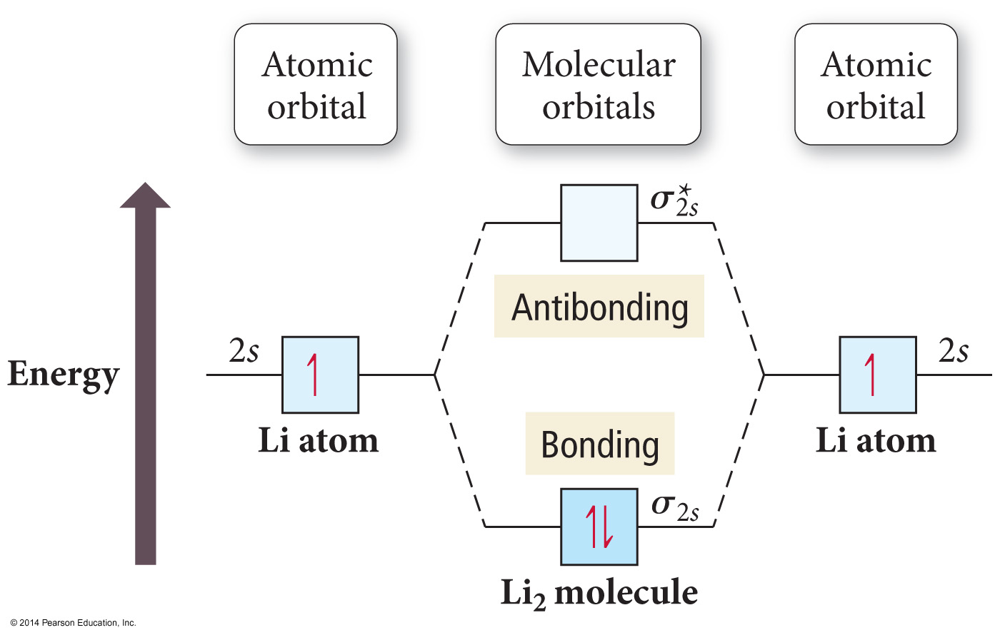 Atomic
orbital
Molecular
orbitals
Atomic
orbital
σ*2s
Antibonding
2s
2s
Energy
Li atom
Li atom
Bonding
σ2s
↿⇂
Li2 molecule
© 2014 Pearson Education, Inc.